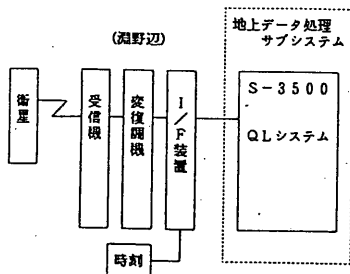 (淵野辺)
地上データ処理
サブシステム
衛星
受信機
変復調機
I/F装置
S-3500
QLシステム
時刻